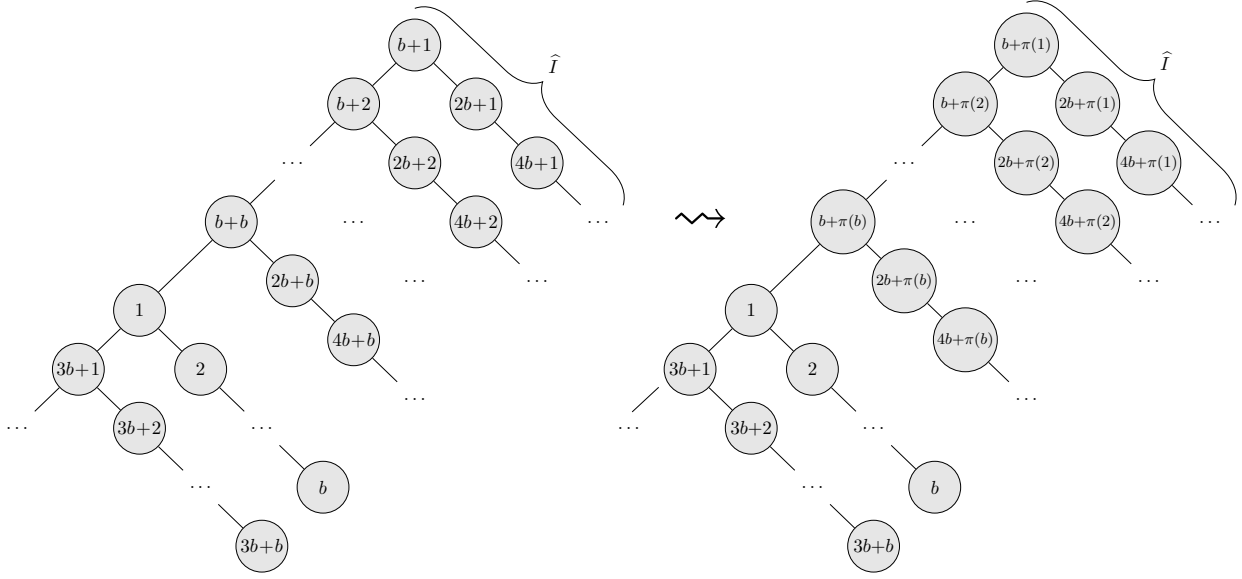 b+1
Î
b+2
2b+1
⋯
2b+2
4b+1
b+b
⋯
4b+2
⋯
2b+b
⋯
⋯
1
4b+b
3b+1
2
⋯
⋯
3b+2
⋯
⋯
b
3b+b
b+π(1)
Î
b+π(2)
2b+π(1)
⋯
2b+π(2)
4b+π(1)
b+π(b)
⋯
4b+π(2)
⋯
2b+π(b)
⋯
⋯
1
4b+π(b)
3b+1
2
⋯
⋯
3b+2
⋯
⋯
b
3b+b